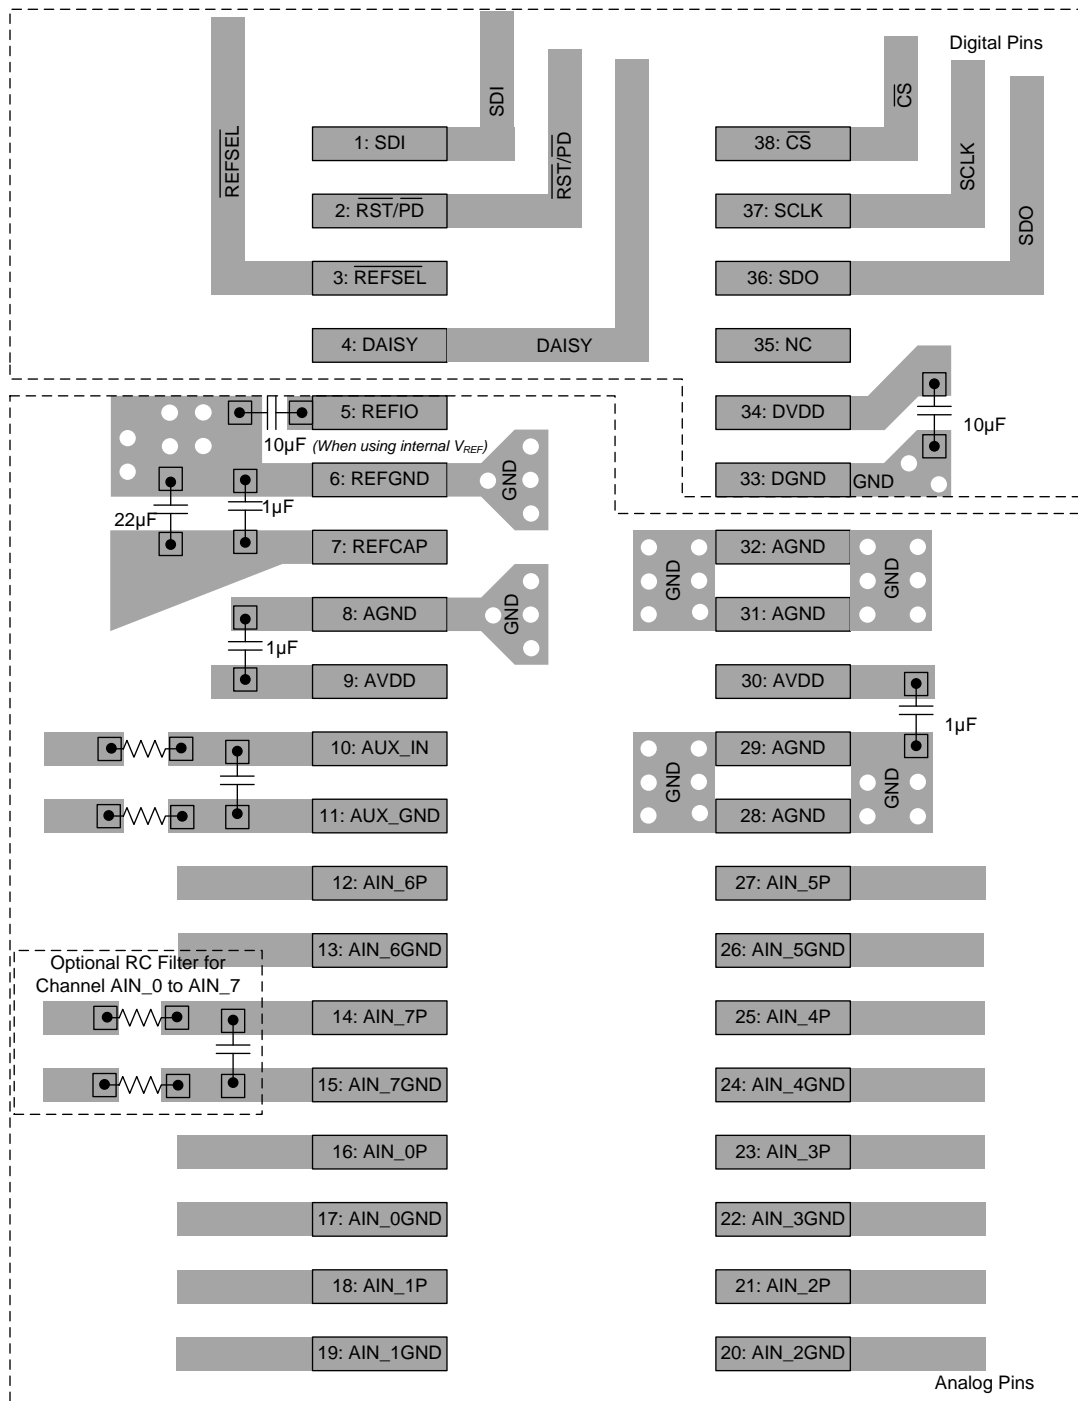 Digital Pins
REFSEL
SDI
RST/PD
CS
SCLK
SDO
1: SDI
38: CS
2: RST/PD
37: SCLK
3: REFSEL
36: SDO
4: DAISY
DAISY
35: NC
5: REFIO
34: DVDD
10µF
(When using internal VREF)
10µF
6: REFGND
GND
33: DGND
GND
22µF
1µF
7: REFCAP
32: AGND
GND
GND
8: AGND
GND
31: AGND
1µF
9: AVDD
30: AVDD
1µF
10: AUX_IN
29: AGND
GND
GND
11: AUX_GND
28: AGND
12: AIN_6P
27: AIN_5P
13: AIN_6GND
26: AIN_5GND
Optional RC Filter for
Channel AIN_0 to AIN_7
14: AIN_7P
25: AIN_4P
15: AIN_7GND
24: AIN_4GND
16: AIN_0P
23: AIN_3P
17: AIN_0GND
22: AIN_3GND
18: AIN_1P
21: AIN_2P
19: AIN_1GND
20: AIN_2GND
Analog Pins